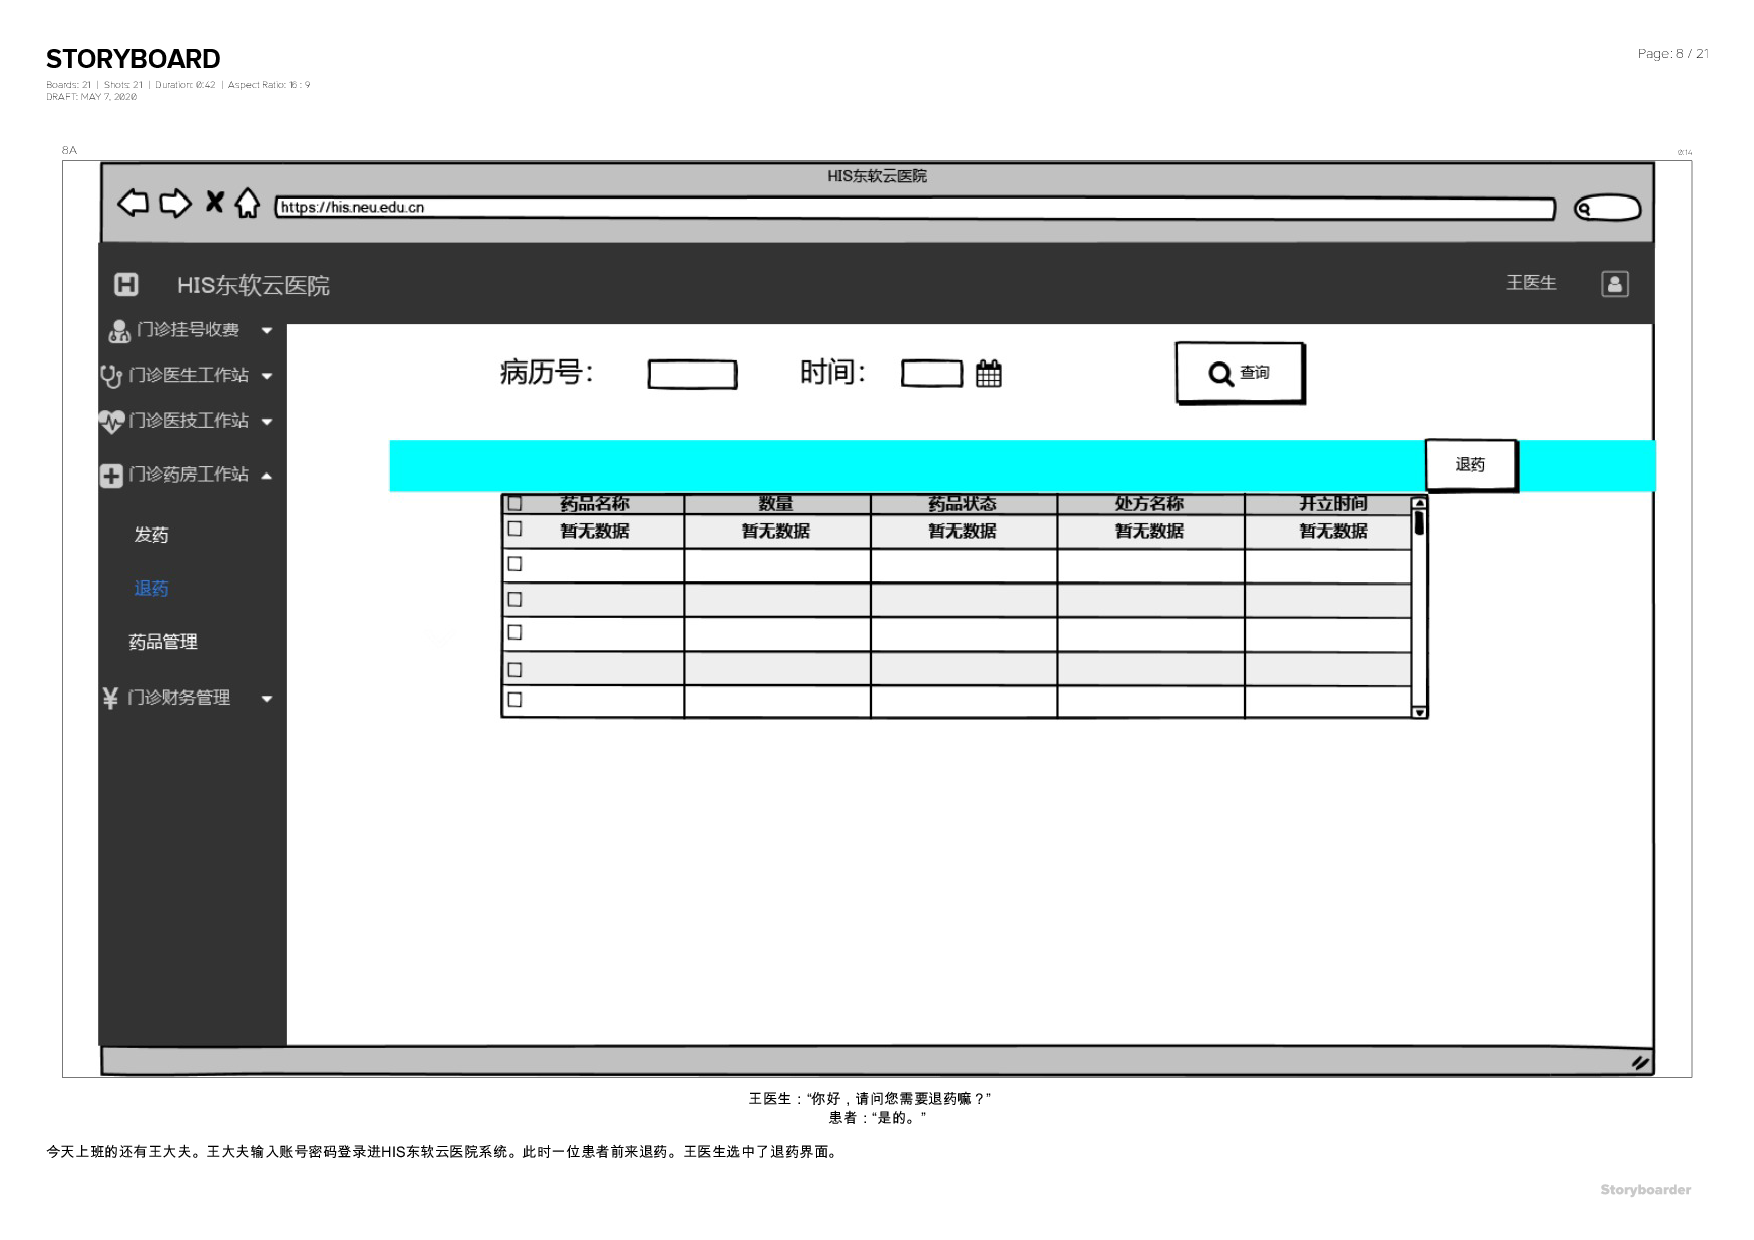 STORYBOARD
Page: 8 / 21
Boards: 21 | Shots: 21 | Duration: 0:42 | Aspect Ratio: 16 : 9
DRAFT: MAY 7, 2020
8A
0:14
HIS东软云医院
https://his.neu.edu.cn
HIS东软云医院
王医生
门诊挂号收费
门诊医生工作站
门诊医技工作站
门诊药房工作站
发药
退药
药品管理
¥ 门诊财务管理
病历号： 时间： 查询
退药
药品名称 数量 药品状态 处方名称 开立时间
暂无数据 暂无数据 暂无数据 暂无数据 暂无数据
王医生：“你好，请问您需要退药嘛？”
患者：“是的。”
今天上班的还有王大夫。王大夫输入账号密码登录进HIS东软云医院系统。此时一位患者前来退药。王医生选中了退药界面。
Storyboarder